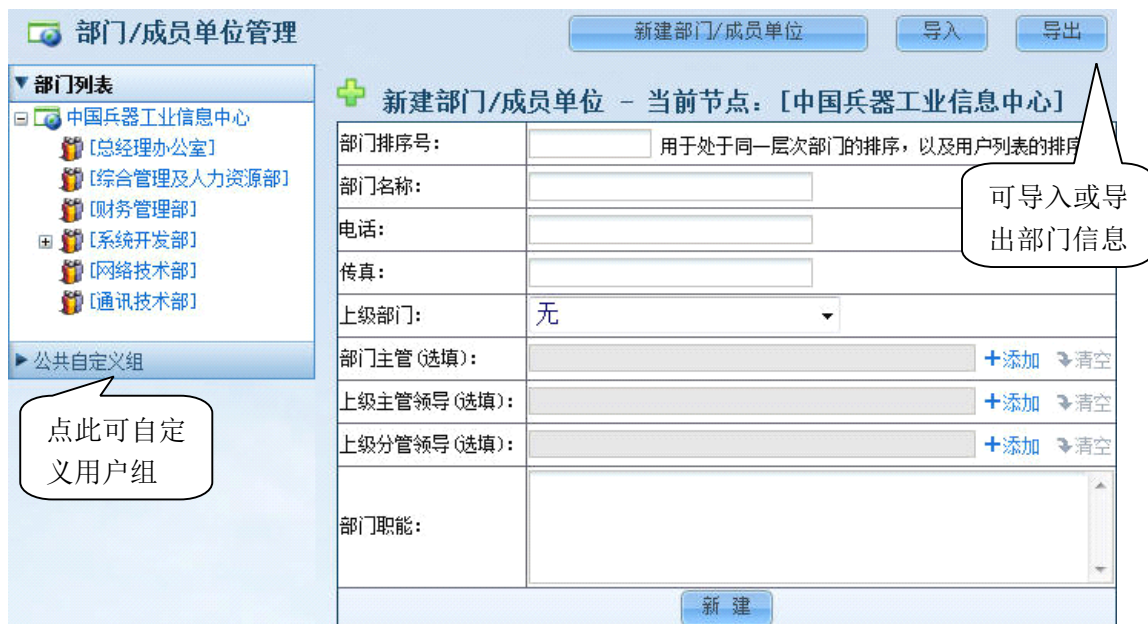 部门/成员单位管理
新建部门/成员单位
导入
导出
部门列表
中国兵器工业信息中心
[总经理办公室]
[综合管理及人力资源部]
[财务管理部]
[系统开发部]
[网络技术部]
[通讯技术部]
公共自定义组
点此可自定
义用户组
新建部门/成员单位 - 当前节点: [中国兵器工业信息中心]
部门排序号:
用于处于同一层次部门的排序，以及用户列表的排序
可导入或导
出部门信息
部门名称:
电话:
传真:
上级部门:
无
部门主管(选填):
+添加 清空
上级主管领导(选填):
+添加 清空
上级分管领导(选填):
+添加 清空
部门职能:
新 建